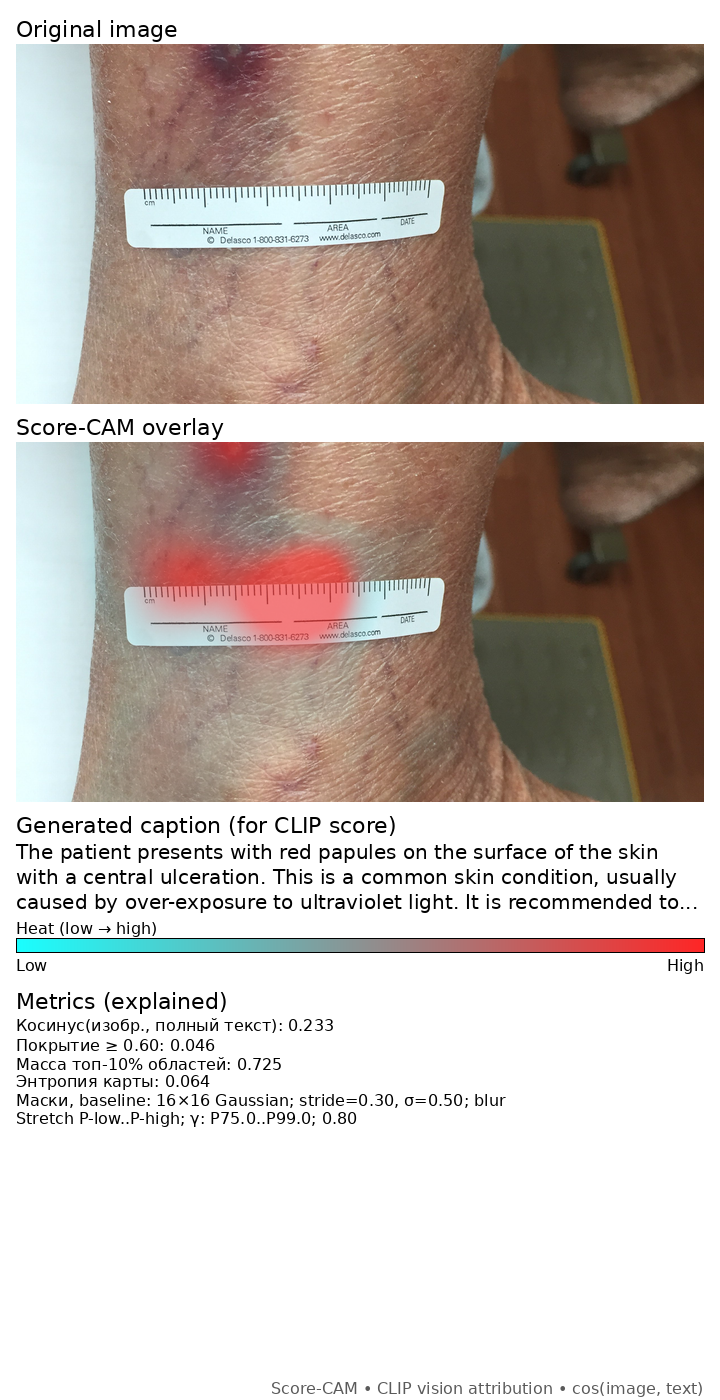 Original image
cm
NAME
AREA
DATE
© Delasco 1-800-831-6273 www.delasco.com
Score-CAM overlay
cm
NAME
AREA
DATE
© Delasco 1-800-831-6273 www.delasco.com
Generated caption (for CLIP score)
The patient presents with red papules on the surface of the skin
with a central ulceration. This is a common skin condition, usually
caused by over-exposure to ultraviolet light. It is recommended to...
Heat (low → high)
Low High
Metrics (explained)
Косинус(изобр., полный текст): 0.233
Покрытие ≥ 0.60: 0.046
Масса топ-10% областей: 0.725
Энтропия карты: 0.064
Маски, baseline: 16×16 Gaussian; stride=0.30, σ=0.50; blur
Stretch P-low..P-high; γ: P75.0..P99.0; 0.80
Score-CAM • CLIP vision attribution • cos(image, text)